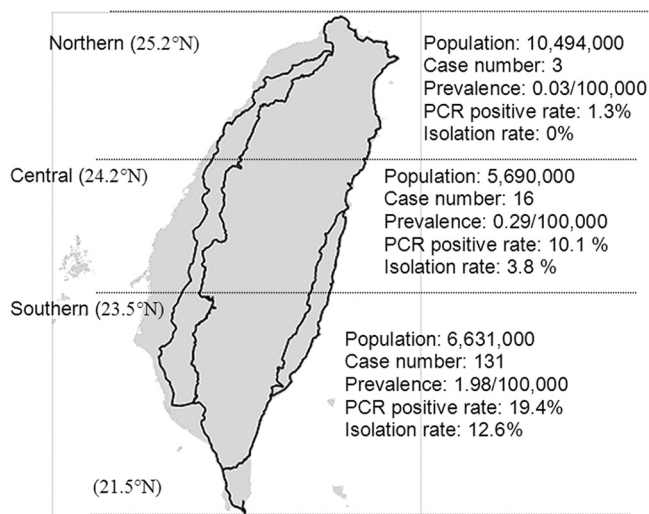 Northern (25.2°N)
Population: 10,494,000
Case number: 3
Prevalence: 0.03/100,000
PCR positive rate: 1.3%
Isolation rate: 0%
Central (24.2°N)
Population: 5,690,000
Case number: 16
Prevalence: 0.29/100,000
PCR positive rate: 10.1 %
Isolation rate: 3.8 %
Southern (23.5°N)
Population: 6,631,000
Case number: 131
Prevalence: 1.98/100,000
PCR positive rate: 19.4%
Isolation rate: 12.6%
(21.5°N)